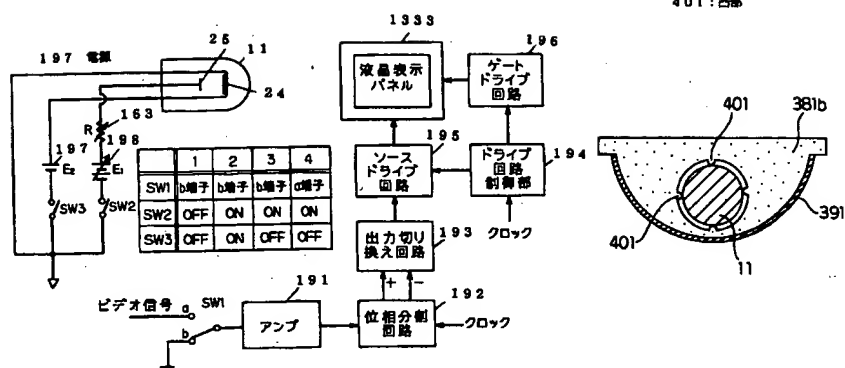 401:凹部
1333
197 電源
25
11
24
163
R
197
198
E₂
E₁
SW3
SW2
1 2 3 4
SW1 b端子 b端子 b端子 a端子
SW2 OFF ON ON ON
SW3 ON ON OFF OFF
液晶表示
パネル
196
ゲート
ドライブ
回路
195
ソース
ドライブ
回路
ドライブ
回路
制御部
194
クロック
出力切り
換え回路
193
+ -
ビデオ信号
a
SW1
b
191
アンプ
192
位相分割
回路
クロック
401
381b
401
391
11